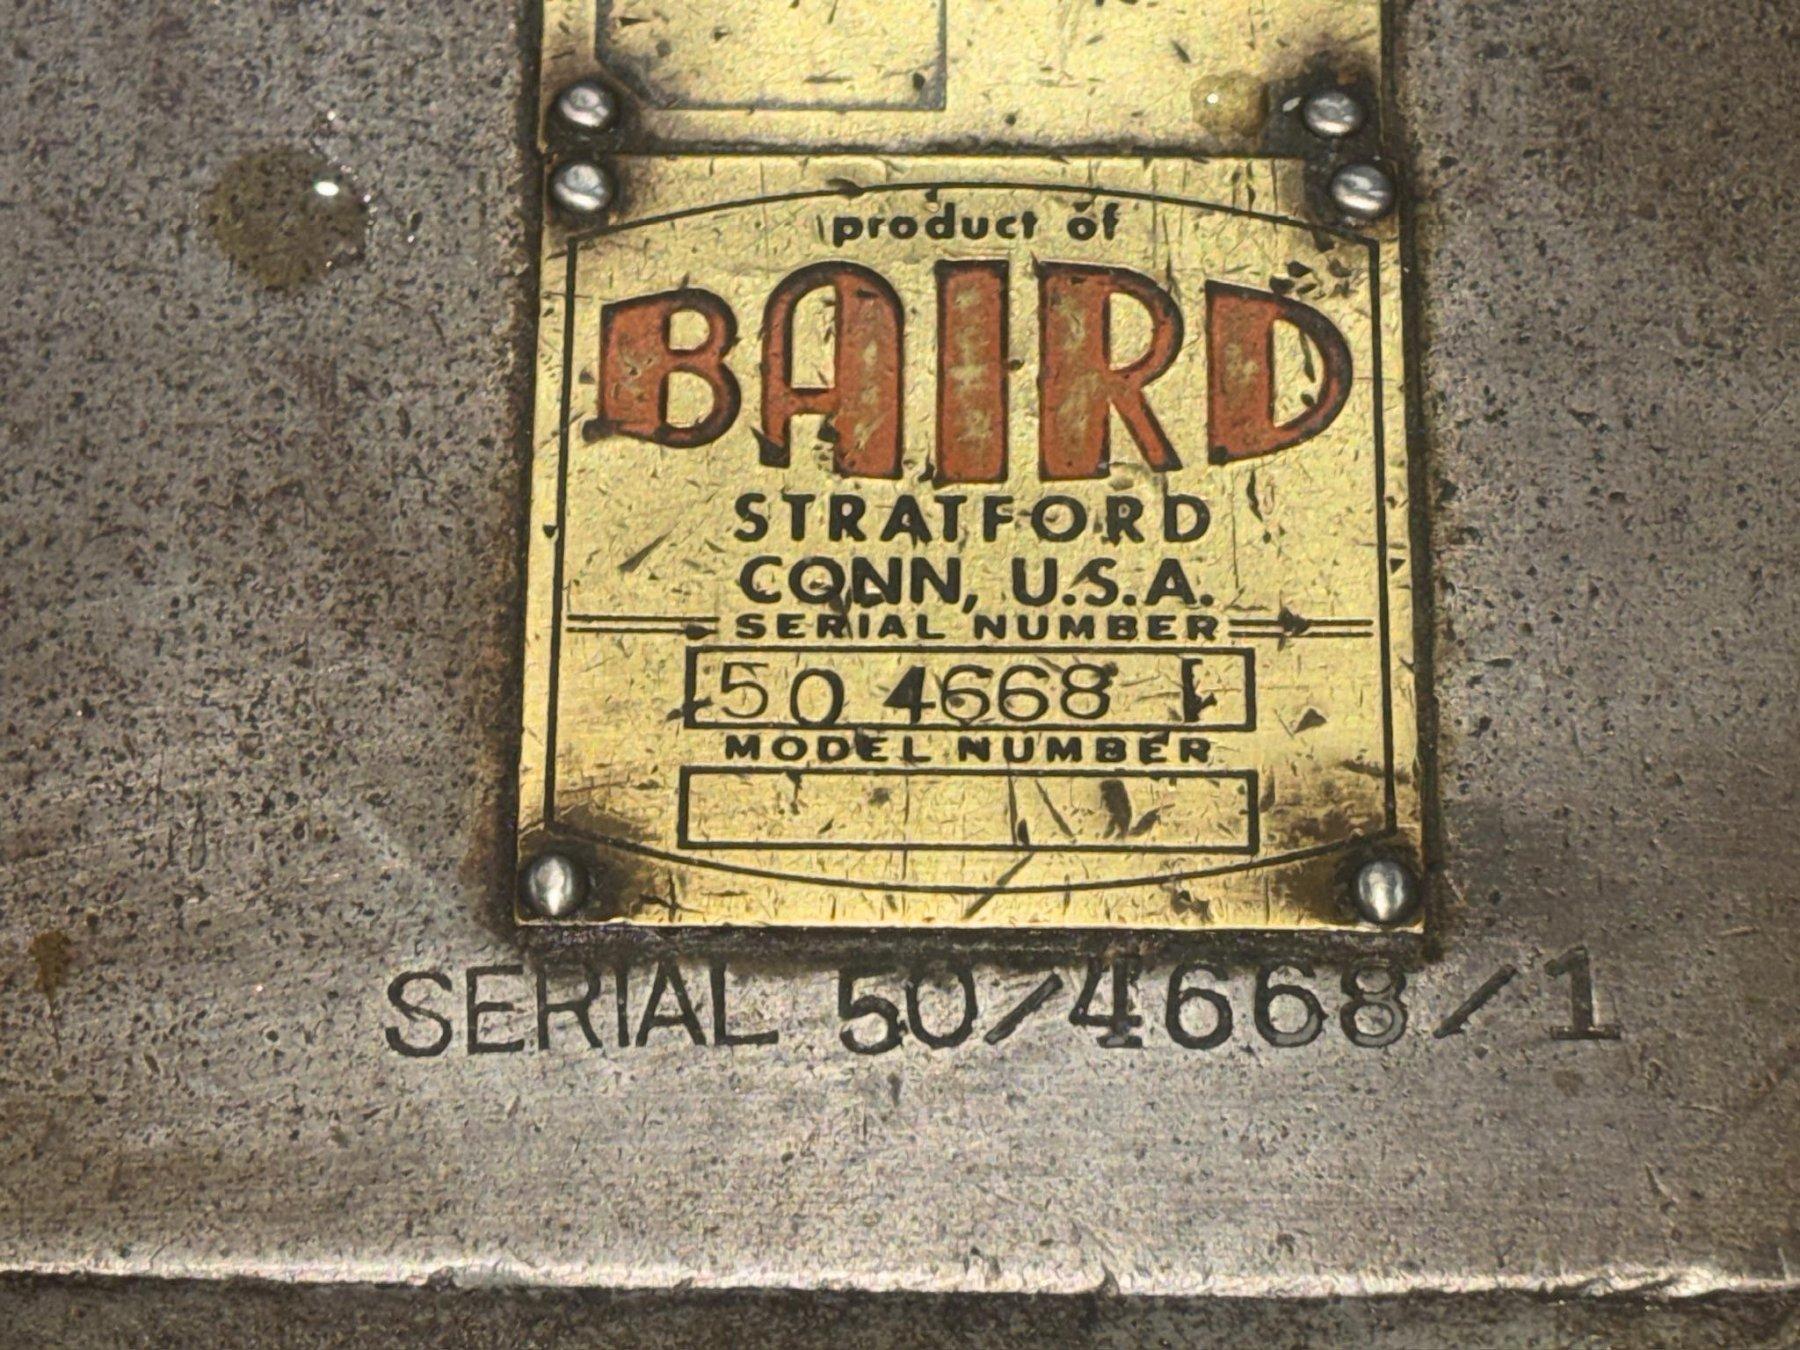 product of
BAIRD
STRATFORD
CONN, U.S.A.
SERIAL NUMBER
50 4668 1
MODEL NUMBER
SERIAL 50/4668/1